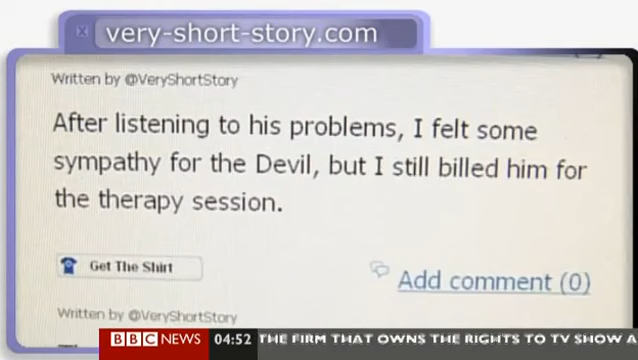 very-short-story.com
Written by @VeryShortStory
After listening to his problems, I felt some
sympathy for the Devil, but I still billed him for
the therapy session.
Get The Shirt
Add comment (0)
Written by @VeryShortStory
BBC NEWS 04:52 THE FIRM THAT OWNS THE RIGHTS TO TV SHOW A